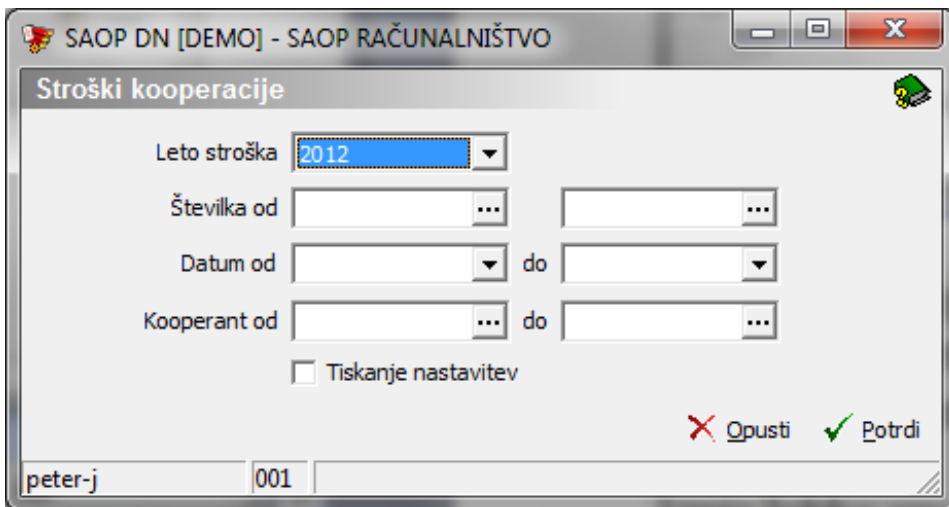 SAOP DN [DEMO] - SAOP RAČUNALNIŠTVO
Stroški kooperacije
Leto stroška 2012
Številka od
Datum od do
Kooperant od do
Tiskanje nastavitev
Opusti Potrdi
peter-j 001